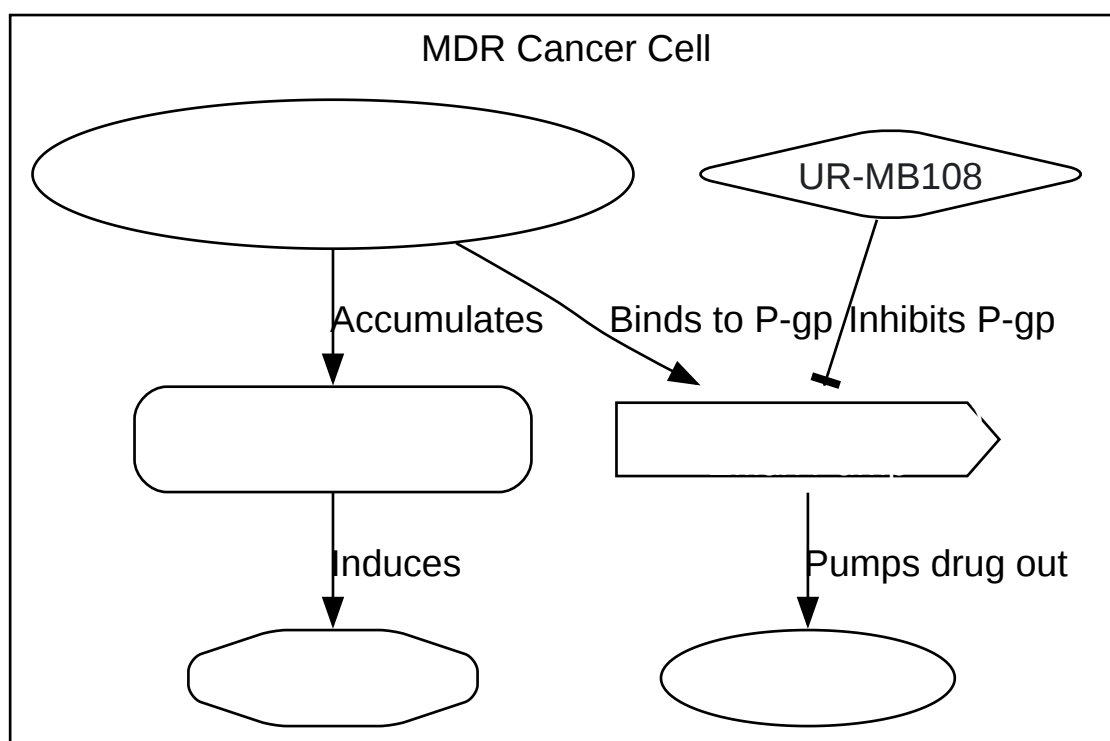 MDR Cancer Cell
UR-MB108
Accumulates
Binds to P-gp
Inhibits P-gp
Induces
Pumps drug out